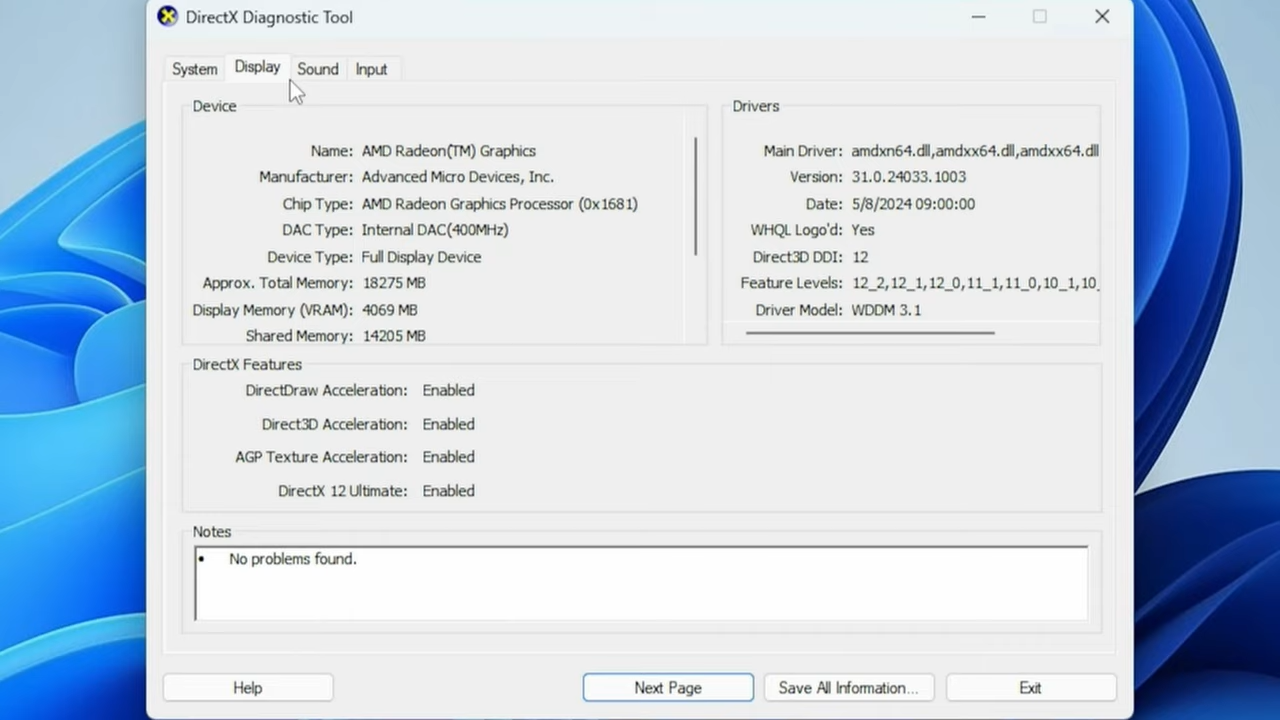 DirectX Diagnostic Tool
System Display Sound Input
Device
Name: AMD Radeon(TM) Graphics
Manufacturer: Advanced Micro Devices, Inc.
Chip Type: AMD Radeon Graphics Processor (0x1681)
DAC Type: Internal DAC(400MHz)
Device Type: Full Display Device
Approx. Total Memory: 18275 MB
Display Memory (VRAM): 4069 MB
Shared Memory: 14205 MB
Drivers
Main Driver: amdxn64.dll,amdxx64.dll,amdxx64.dll
Version: 31.0.24033.1003
Date: 5/8/2024 09:00:00
WHQL Logo'd: Yes
Direct3D DDI: 12
Feature Levels: 12_2,12_1,12_0,11_1,11_0,10_1,10_
Driver Model: WDDM 3.1
DirectX Features
DirectDraw Acceleration: Enabled
Direct3D Acceleration: Enabled
AGP Texture Acceleration: Enabled
DirectX 12 Ultimate: Enabled
Notes
• No problems found.
Help Next Page Save All Information... Exit